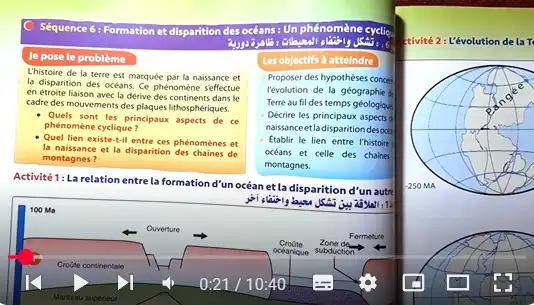 Séquence 6 : Formation et disparition des océans : Un phénomène cycliq
تشكل واختفاء المحيطات : ظاهرة دورية
Je pose le problème
L'histoire de la terre est marquée par la naissance et
la disparition des océans. Ce phénomène s'effectue
en étroite liaison avec la dérive des continents dans le
cadre des mouvements des plaques lithosphériques.
• Quels sont les principaux aspects de ce
phénomène cyclique ?
• Quel lien existe-t-il entre ces phénomènes et
la naissance et la disparition des chaînes de
montagnes ?
Les objectifs à atteindre
Proposer des hypothèses concern
l'évolution de la géographie d
Terre au fil des temps géologique
Décrire les principaux aspects d
naissance et la disparition des océ
Établir le lien entre l'histoire
océans et celle des chaînes
montagnes.
Activité 1 : La relation entre la formation d'un océan et la disparition d'un autre
العلاقة بين تشكل محيط واختفاء آخر
100 Ma
Ouverture
Fermeture
Croûte
océanique
Zone de
subduction
Croûte continentale
Manteau supérieur
ctivité 2 : L'évolution de la Te
Pangée
-250 MA
0:21 / 10:40